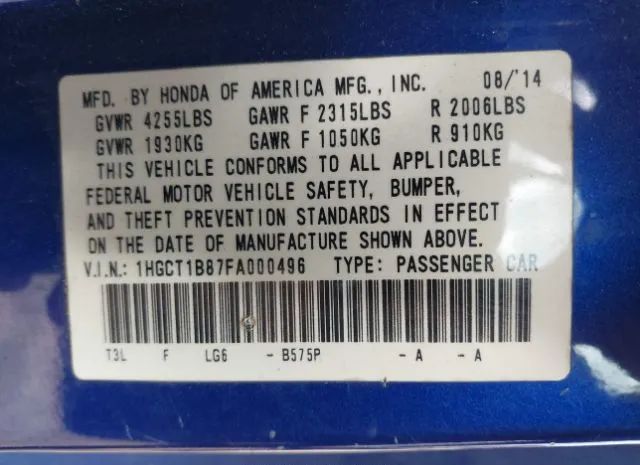 MFD. BY HONDA OF AMERICA MFG., INC. 08/'14
GVWR 4255LBS GAWR F 2315LBS R 2006LBS
GVWR 1930KG GAWR F 1050KG R 910KG
THIS VEHICLE CONFORMS TO ALL APPLICABLE
FEDERAL MOTOR VEHICLE SAFETY, BUMPER,
AND THEFT PREVENTION STANDARDS IN EFFECT
ON THE DATE OF MANUFACTURE SHOWN ABOVE.
V.I.N.: 1HGCT1B87FA000496 TYPE: PASSENGER CAR
T3L F LG6 - B575P - A - A